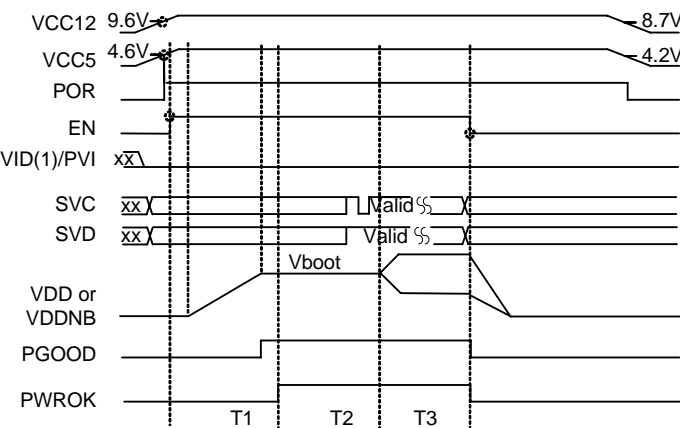 VCC12 9.6V 8.7V
VCC5 4.6V 4.2V
POR
EN
VID(1)/PVI xx
SVC xx Valid
SVD xx Valid
Vboot
VDD or
VDDNB
PGOOD
PWROK
T1 T2 T3